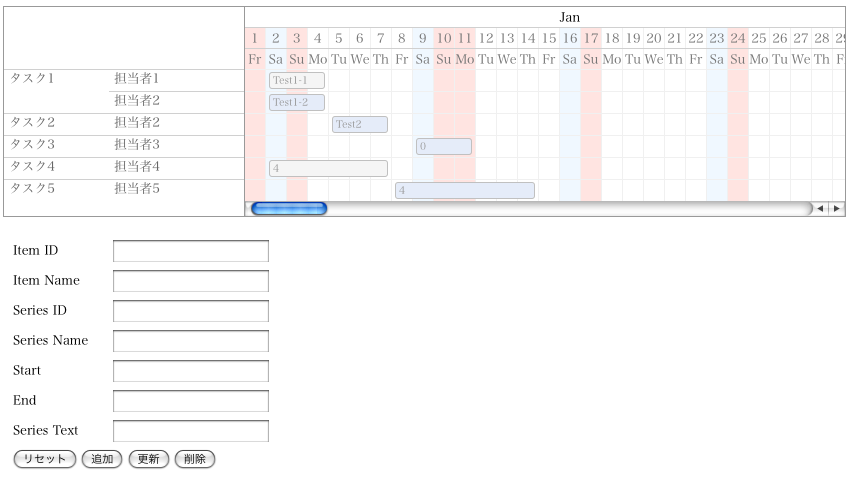 Jan
1 2 3 4 5 6 7 8 9 10 11 12 13 14 15 16 17 18 19 20 21 22 23 24 25 26 27 28 29
Fr Sa Su Mo Tu We Th Fr Sa Su Mo Tu We Th Fr Sa Su Mo Tu We Th Fr Sa Su Mo Tu We Th F
タスク1 担当者1 Test1-1
担当者2 Test1-2
タスク2 担当者2 Test2
タスク3 担当者3 0
タスク4 担当者4 4
タスク5 担当者5 4
Item ID
Item Name
Series ID
Series Name
Start
End
Series Text
リセット 追加 更新 削除